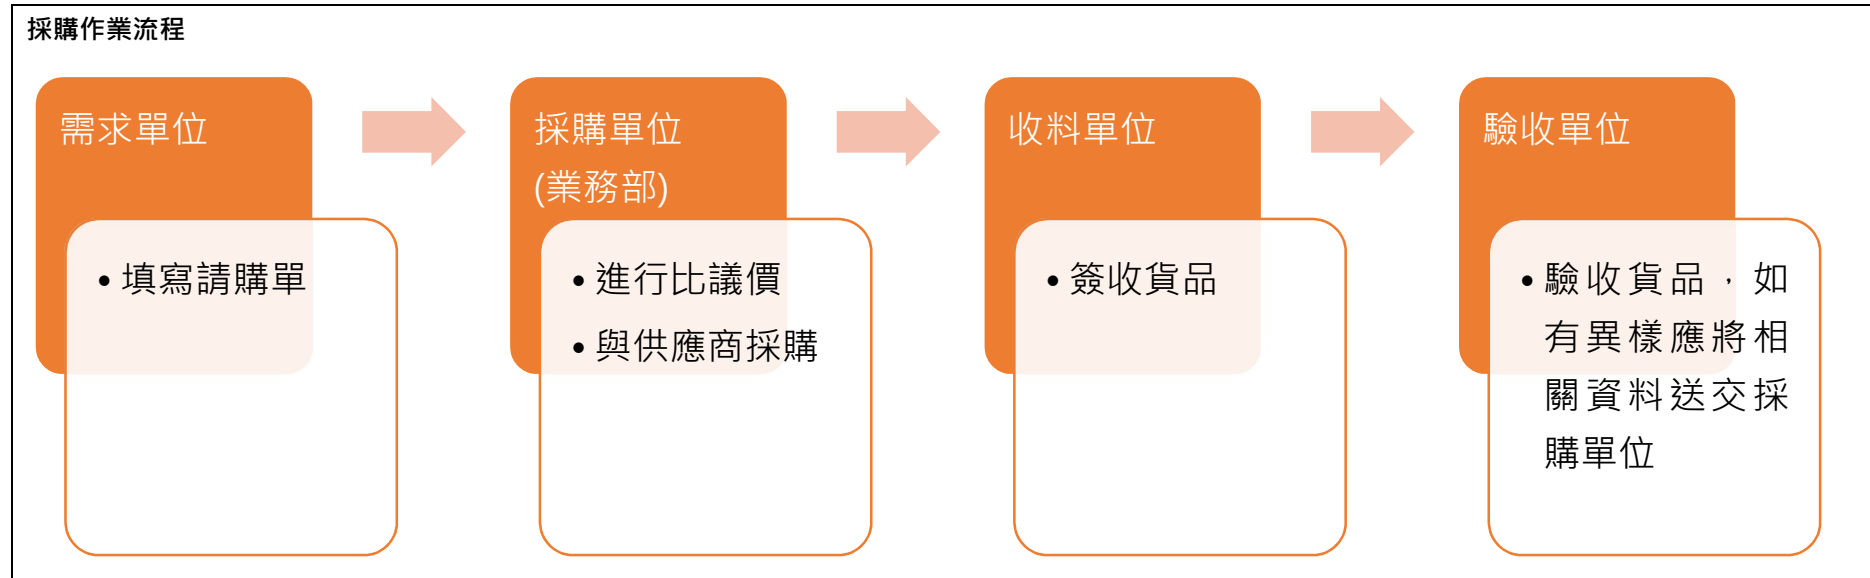 採購作業流程
需求單位
• 填寫請購單
採購單位
(業務部)
• 進行比議價
• 與供應商採購
收料單位
• 簽收貨品
驗收單位
• 驗收貨品，如
有異樣應將相
關資料送交採
購單位